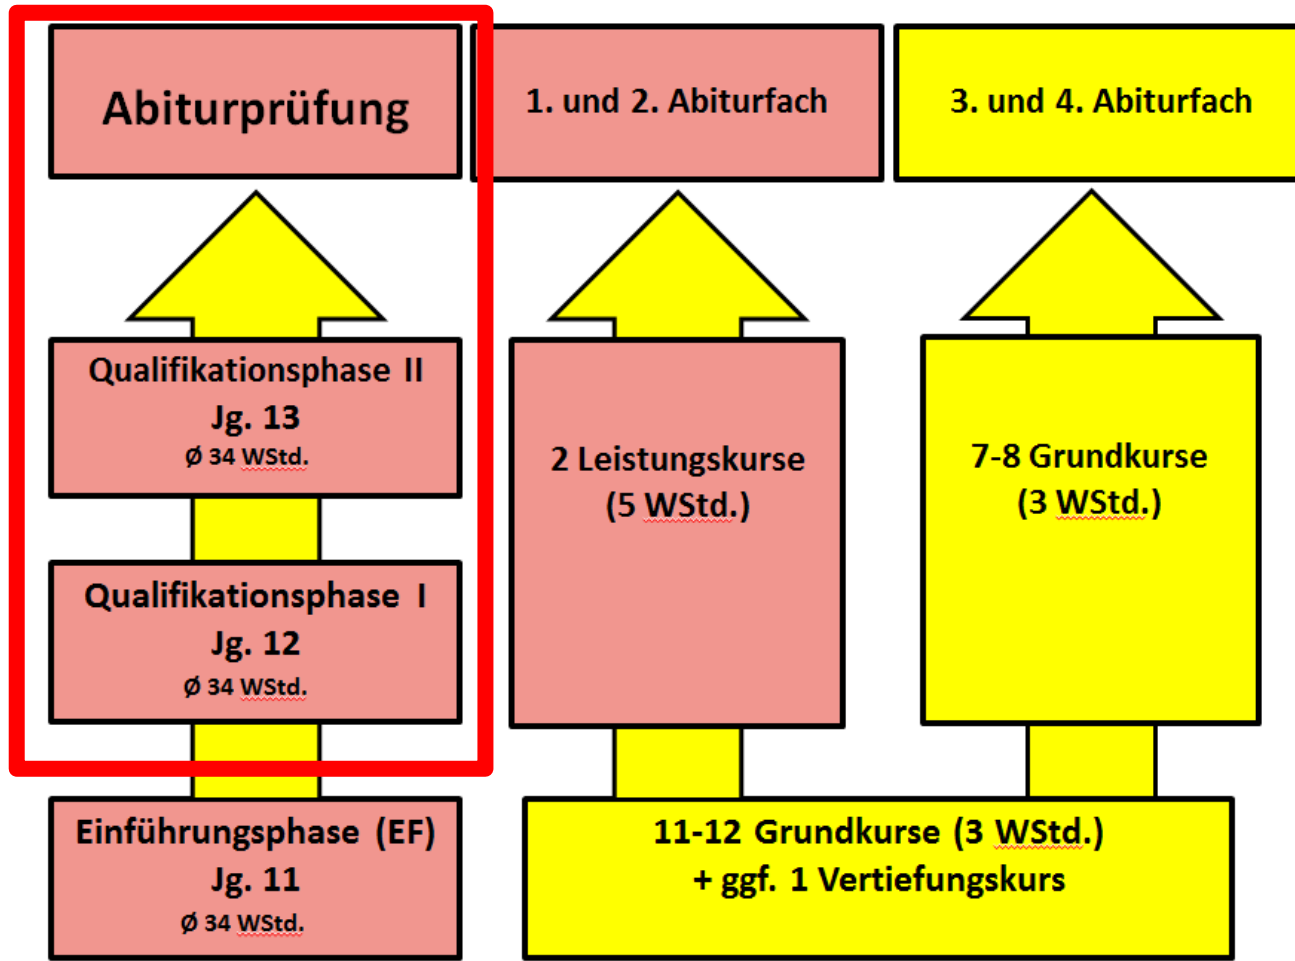 Abiturprüfung
1. und 2. Abiturfach
3. und 4. Abiturfach
Qualifikationsphase II
Jg. 13
Ø 34 WStd.
2 Leistungskurse
(5 WStd.)
7-8 Grundkurse
(3 WStd.)
Qualifikationsphase I
Jg. 12
Ø 34 WStd.
Einführungsphase (EF)
Jg. 11
Ø 34 WStd.
11-12 Grundkurse (3 WStd.)
+ ggf. 1 Vertiefungskurs